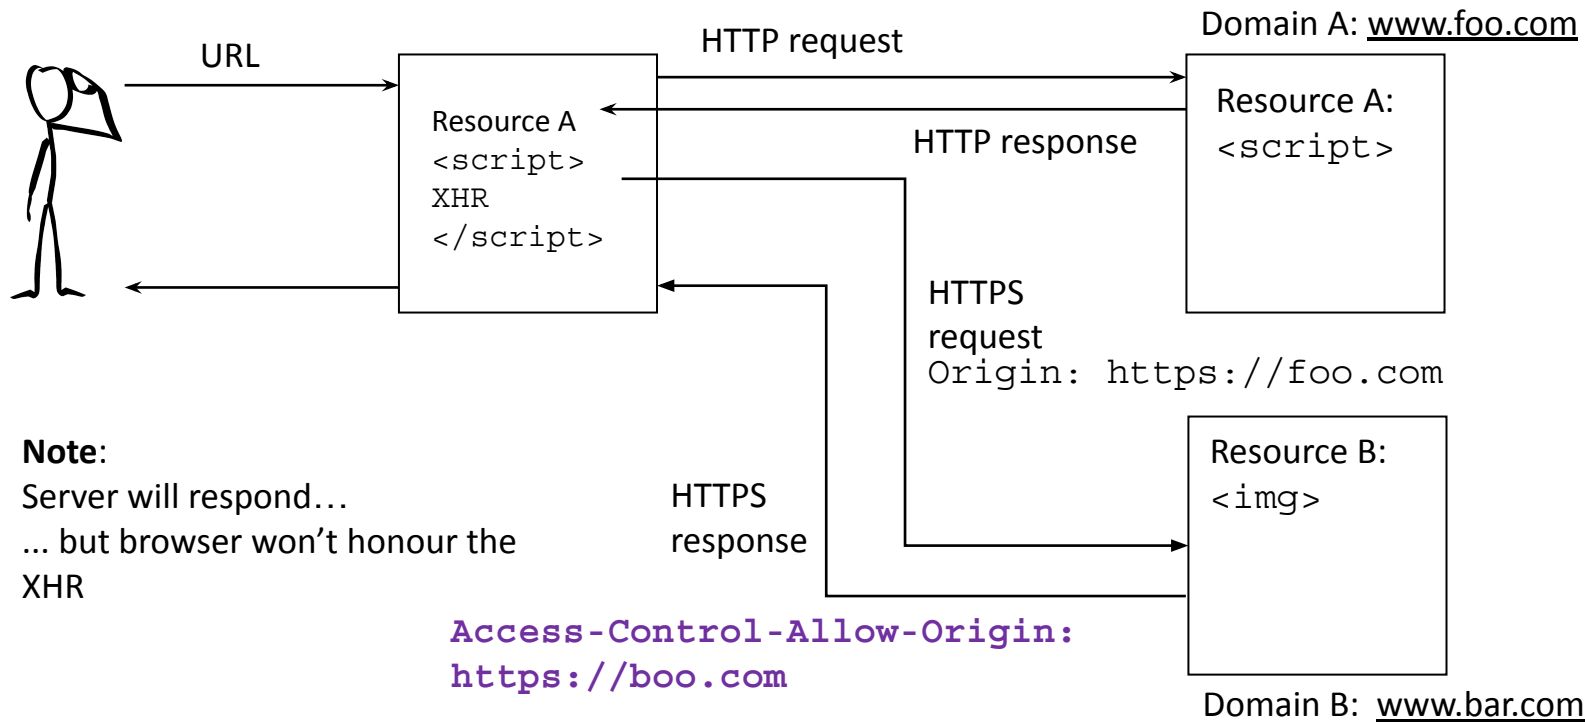 Domain A: www.foo.com
URL
HTTP request
Resource A
<script>
XHR
</script>
HTTP response
Resource A:
<script>
HTTPS
request
Origin: https://foo.com
Note:
Server will respond…
... but browser won’t honour the
XHR
HTTPS
response
Resource B:
<img>
Access-Control-Allow-Origin:
https://boo.com
Domain B: www.bar.com